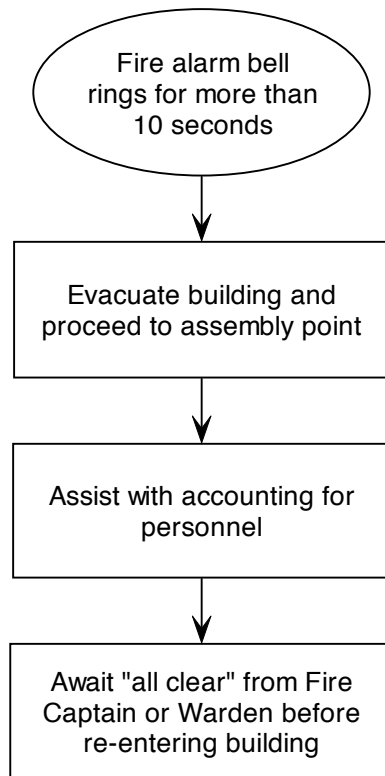 Fire alarm bell
rings for more than
10 seconds
Evacuate building and
proceed to assembly point
Assist with accounting for
personnel
Await "all clear" from Fire
Captain or Warden before
re-entering building